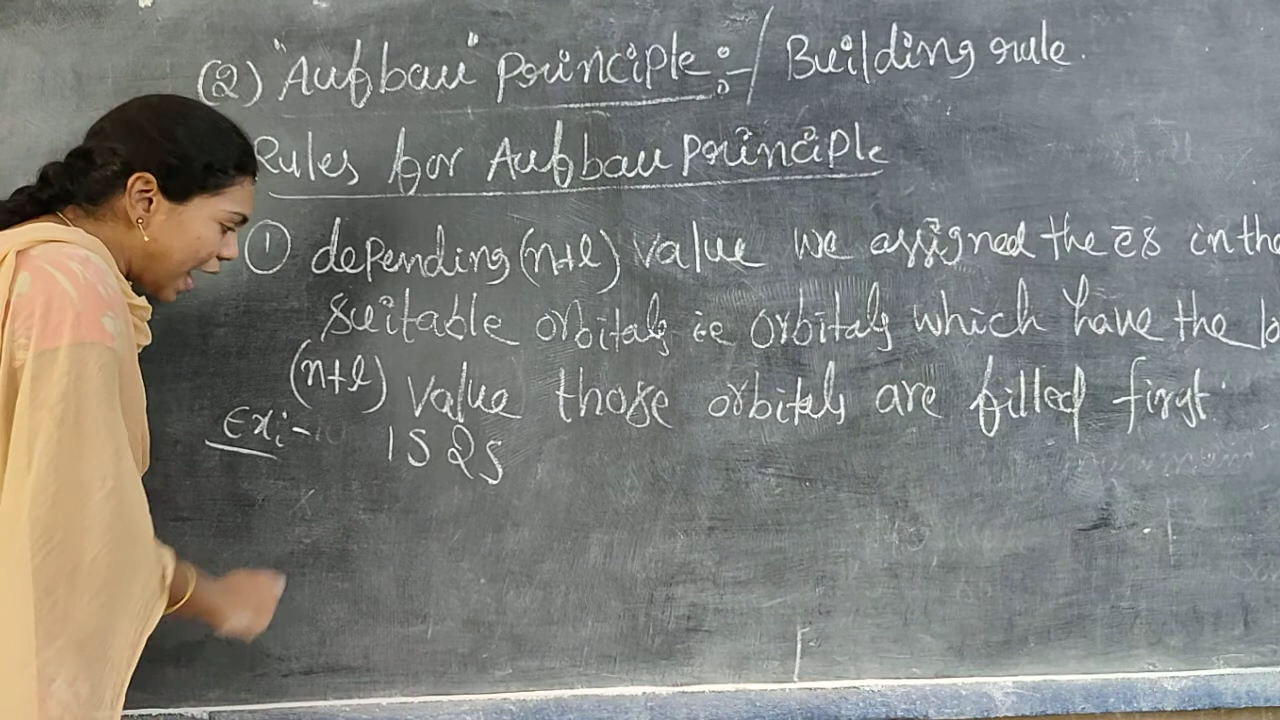 (2) "Aufbau" Principle :- / Building rule.
Rules for Aufbau principle
① depending (n+l) value we assigned the ēs in the
suitable orbitals ie orbitals which have the
(n+l) value those orbitals are filled first.
Ex:- 1S 2S